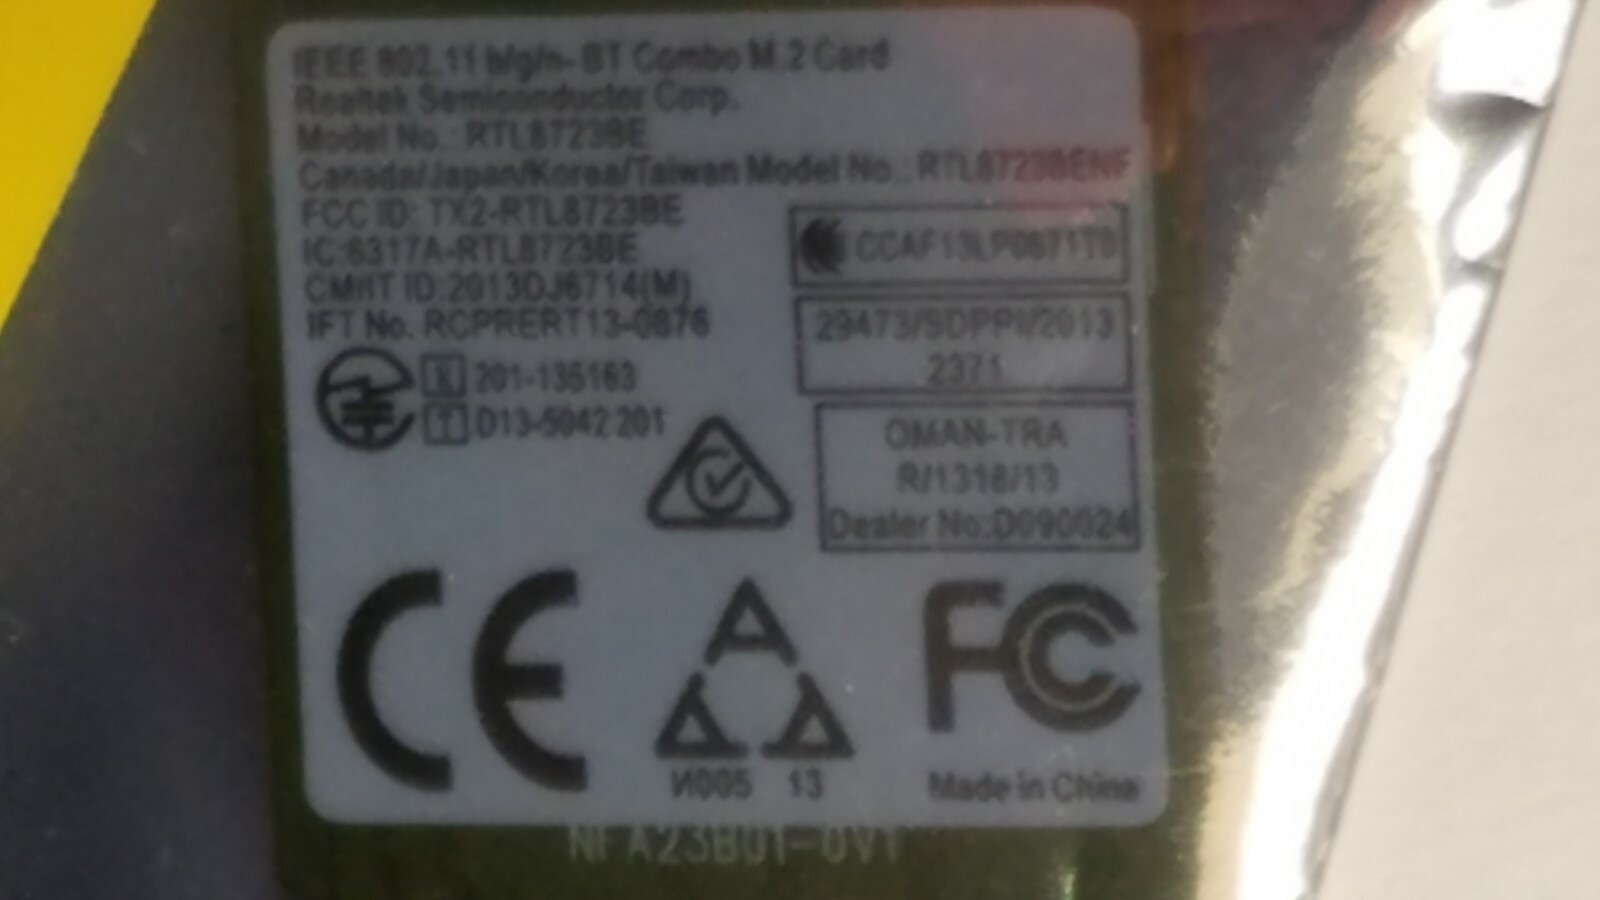 IEEE 802.11 b/g/n- BT Combo M.2 Card
Realtek Semiconductor Corp.
Model No.: RTL8723BE
Canada/Japan/Korea/Taiwan Model No.: RTL8723BENF
FCC ID: TX2-RTL8723BE
IC:6317A-RTL8723BE
CMIIT ID:2013DJ6714(M)
IFT No. RCPRERT13-0876
R 201-135163
T D13-5042 201
CCAF13LP0671T0
29473/SDPPI/2013
2371
OMAN-TRA
R/1318/13
Dealer No:D090024
CE
FC
И005 13
Made in China
NFA23B01-0V1